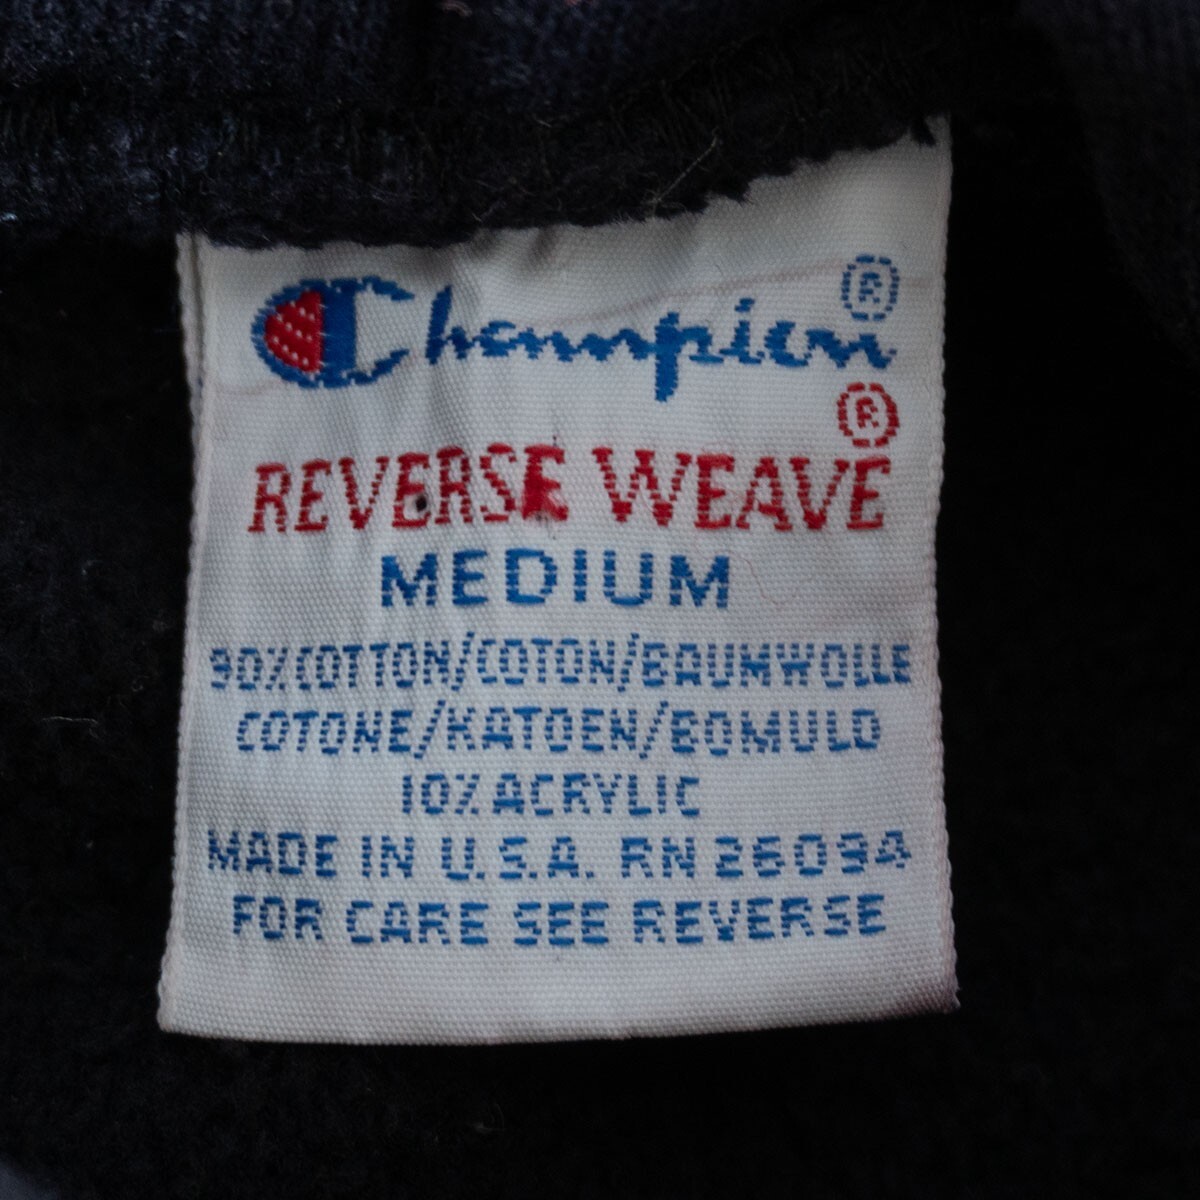 Champion®
REVERSE WEAVE®
MEDIUM
90% COTTON/COTON/BAUMWOLLE
COTONE/KATOEN/BOMULD
10% ACRYLIC
MADE IN U.S.A. RN 26094
FOR CARE SEE REVERSE